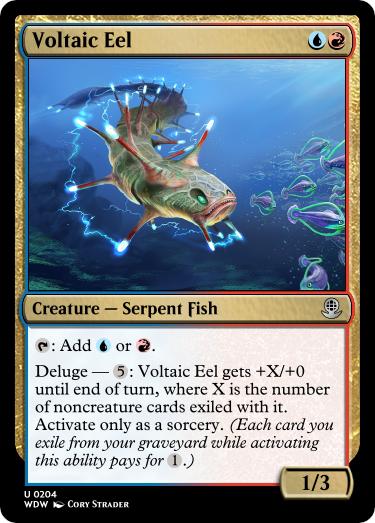 Voltaic Eel
Creature — Serpent Fish
: Add or .
Deluge — 5: Voltaic Eel gets +X/+0
until end of turn, where X is the number
of noncreature cards exiled with it.
Activate only as a sorcery. (Each card you
exile from your graveyard while activating
this ability pays for 1.)
1/3
U 0204
WDW CORY STRADER